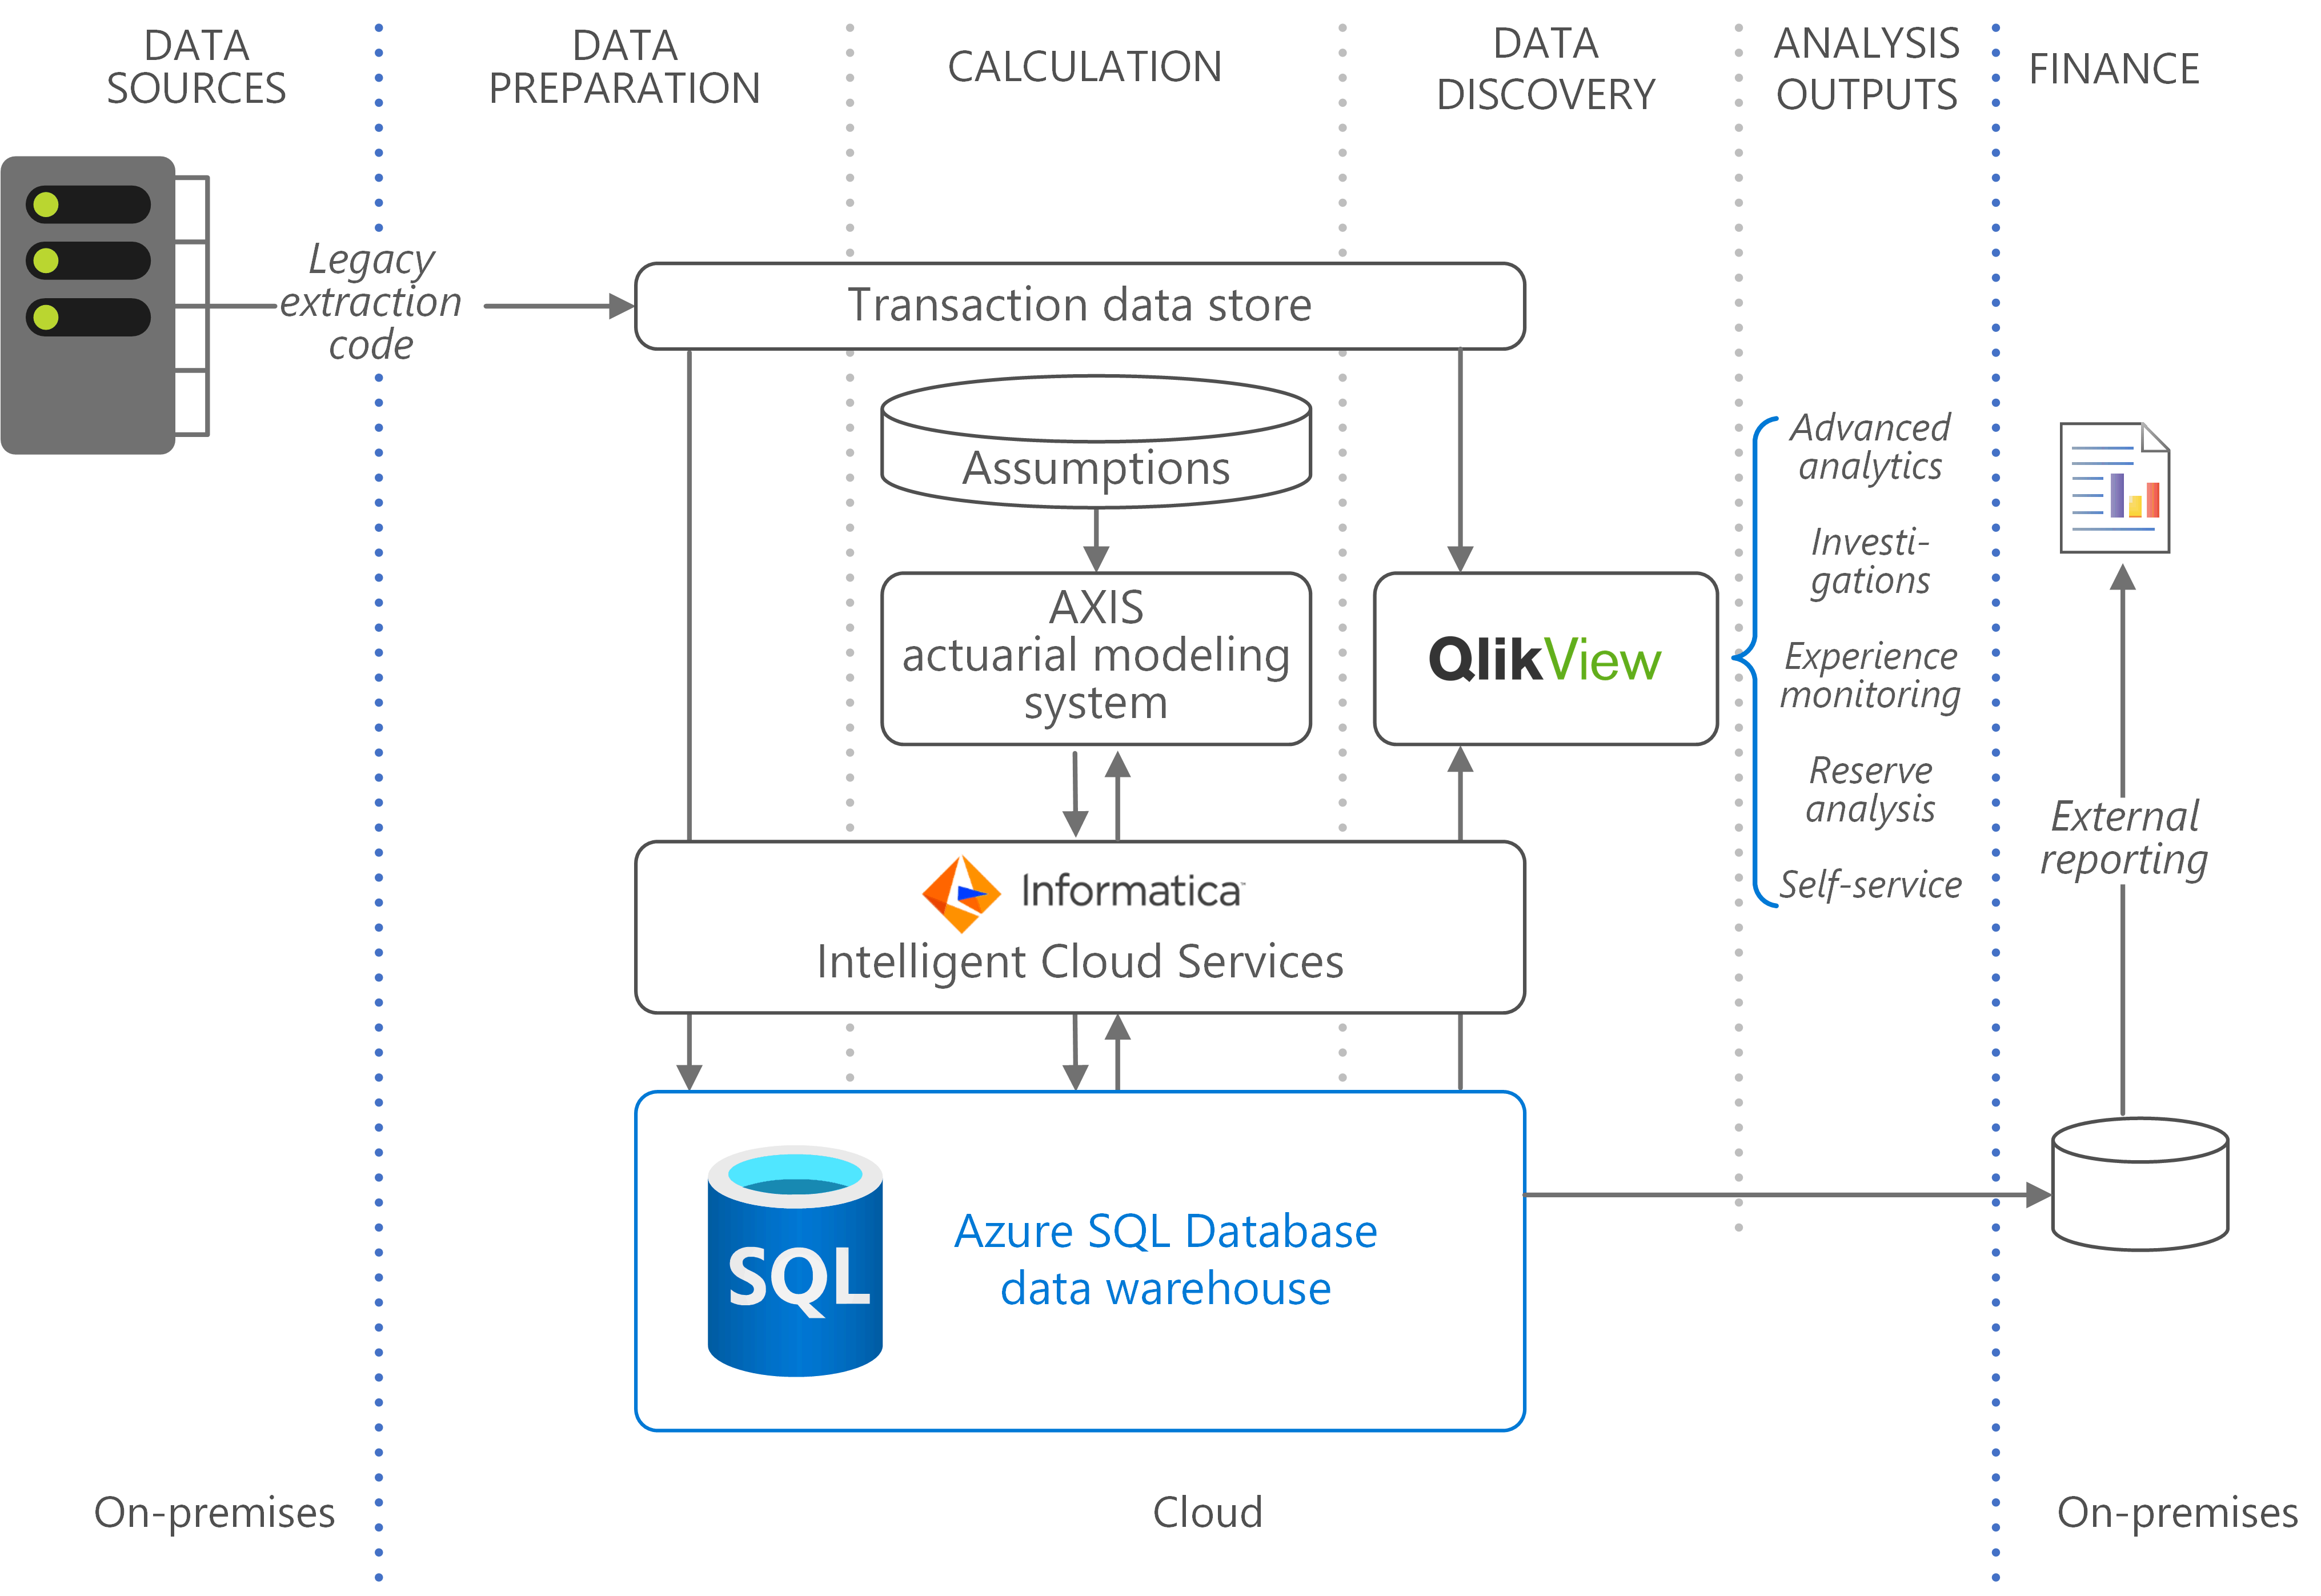 DATA
SOURCES
DATA
PREPARATION
CALCULATION
DATA
DISCOVERY
ANALYSIS
OUTPUTS
FINANCE
Legacy
extraction
code
Transaction data store
Assumptions
AXIS
actuarial modeling
system
QlikView
Advanced
analytics
Investi-
gations
Experience
monitoring
Reserve
analysis
Self-service
External
reporting
Informatica™
Intelligent Cloud Services
SQL
Azure SQL Database
data warehouse
On-premises
Cloud
On-premises